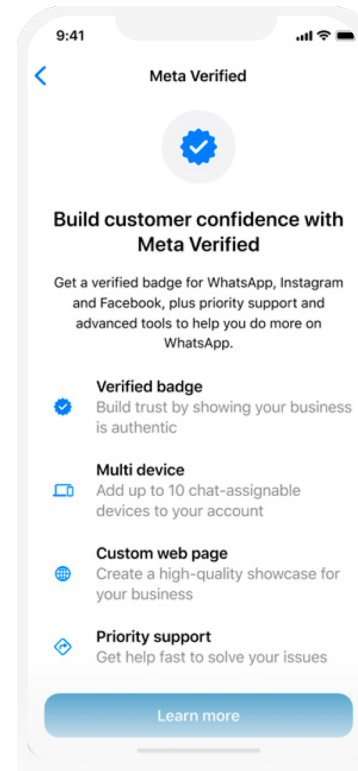 9:41
Meta Verified
Build customer confidence with
Meta Verified
Get a verified badge for WhatsApp, Instagram
and Facebook, plus priority support and
advanced tools to help you do more on
WhatsApp.
Verified badge
Build trust by showing your business
is authentic
Multi device
Add up to 10 chat-assignable
devices to your account
Custom web page
Create a high-quality showcase for
your business
Priority support
Get help fast to solve your issues
Learn more